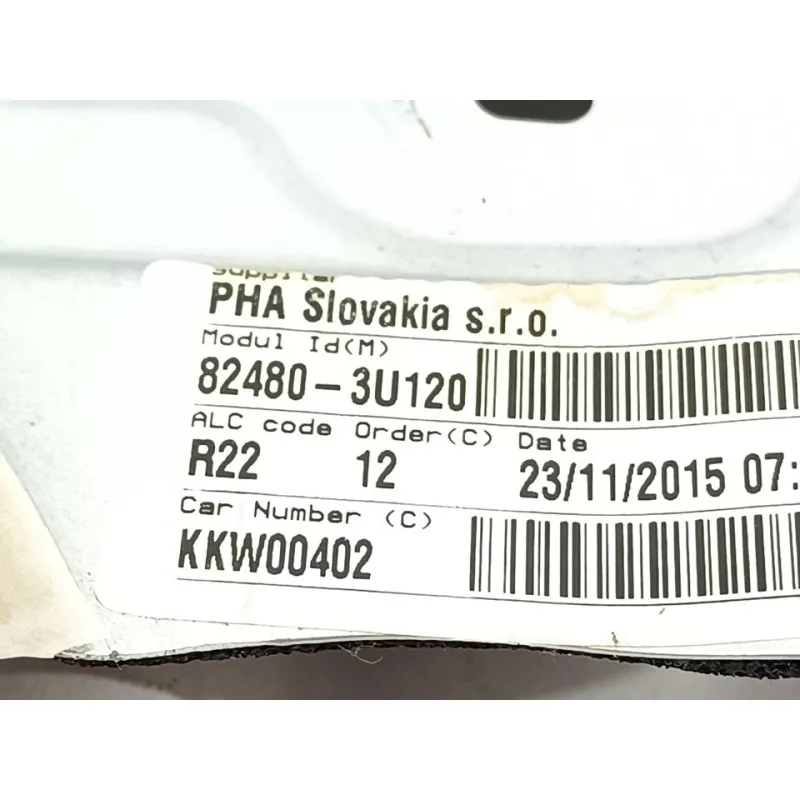 supplier
PHA Slovakia s.r.o.
Modul Id(M)
82480-3U120
ALC code Order(C) Date
R22 12 23/11/2015 07:
Car Number (C)
KKW00402